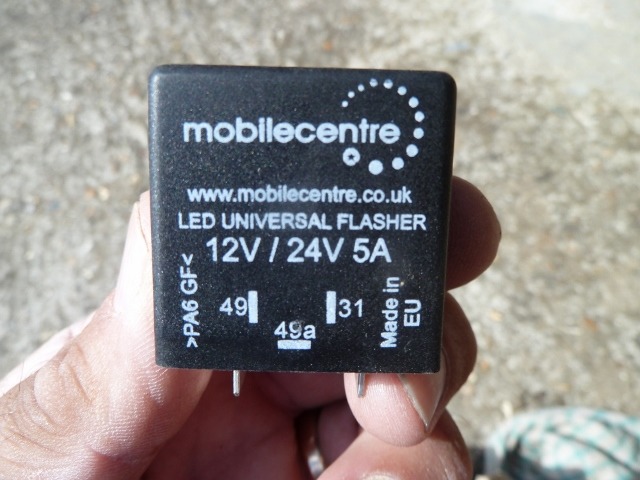 mobilecentre
www.mobilecentre.co.uk
LED UNIVERSAL FLASHER
12V / 24V 5A
>PA6 GF<
49
49a
31
Made in
EU